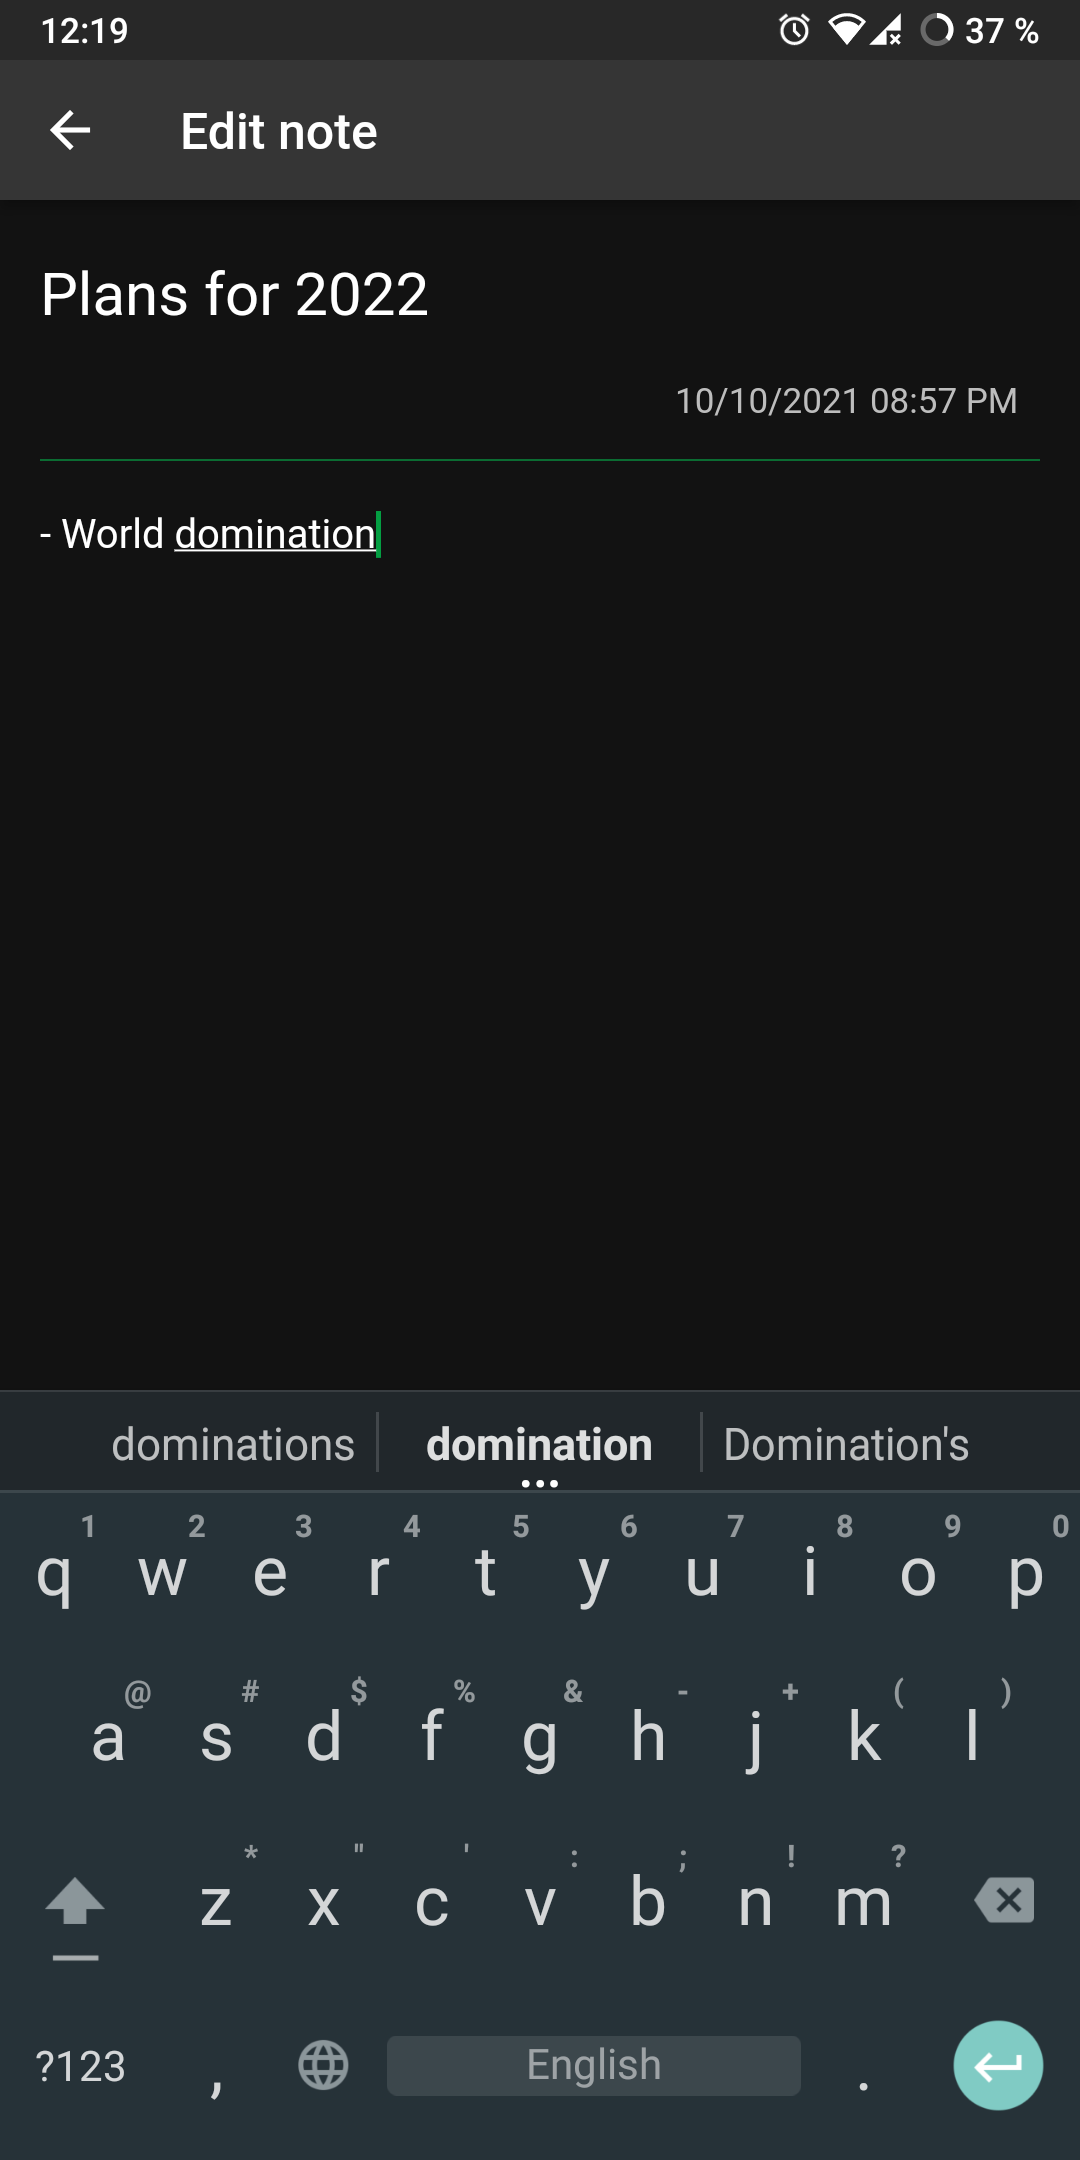 12:19 37 %
Edit note
Plans for 2022
10/10/2021 08:57 PM
- World domination
dominations domination Domination's
1 2 3 4 5 6 7 8 9 0
q w e r t y u i o p
@ # $ % & - + ( )
a s d f g h j k l
* " ' : ; ! ?
z x c v b n m
?123 , English .